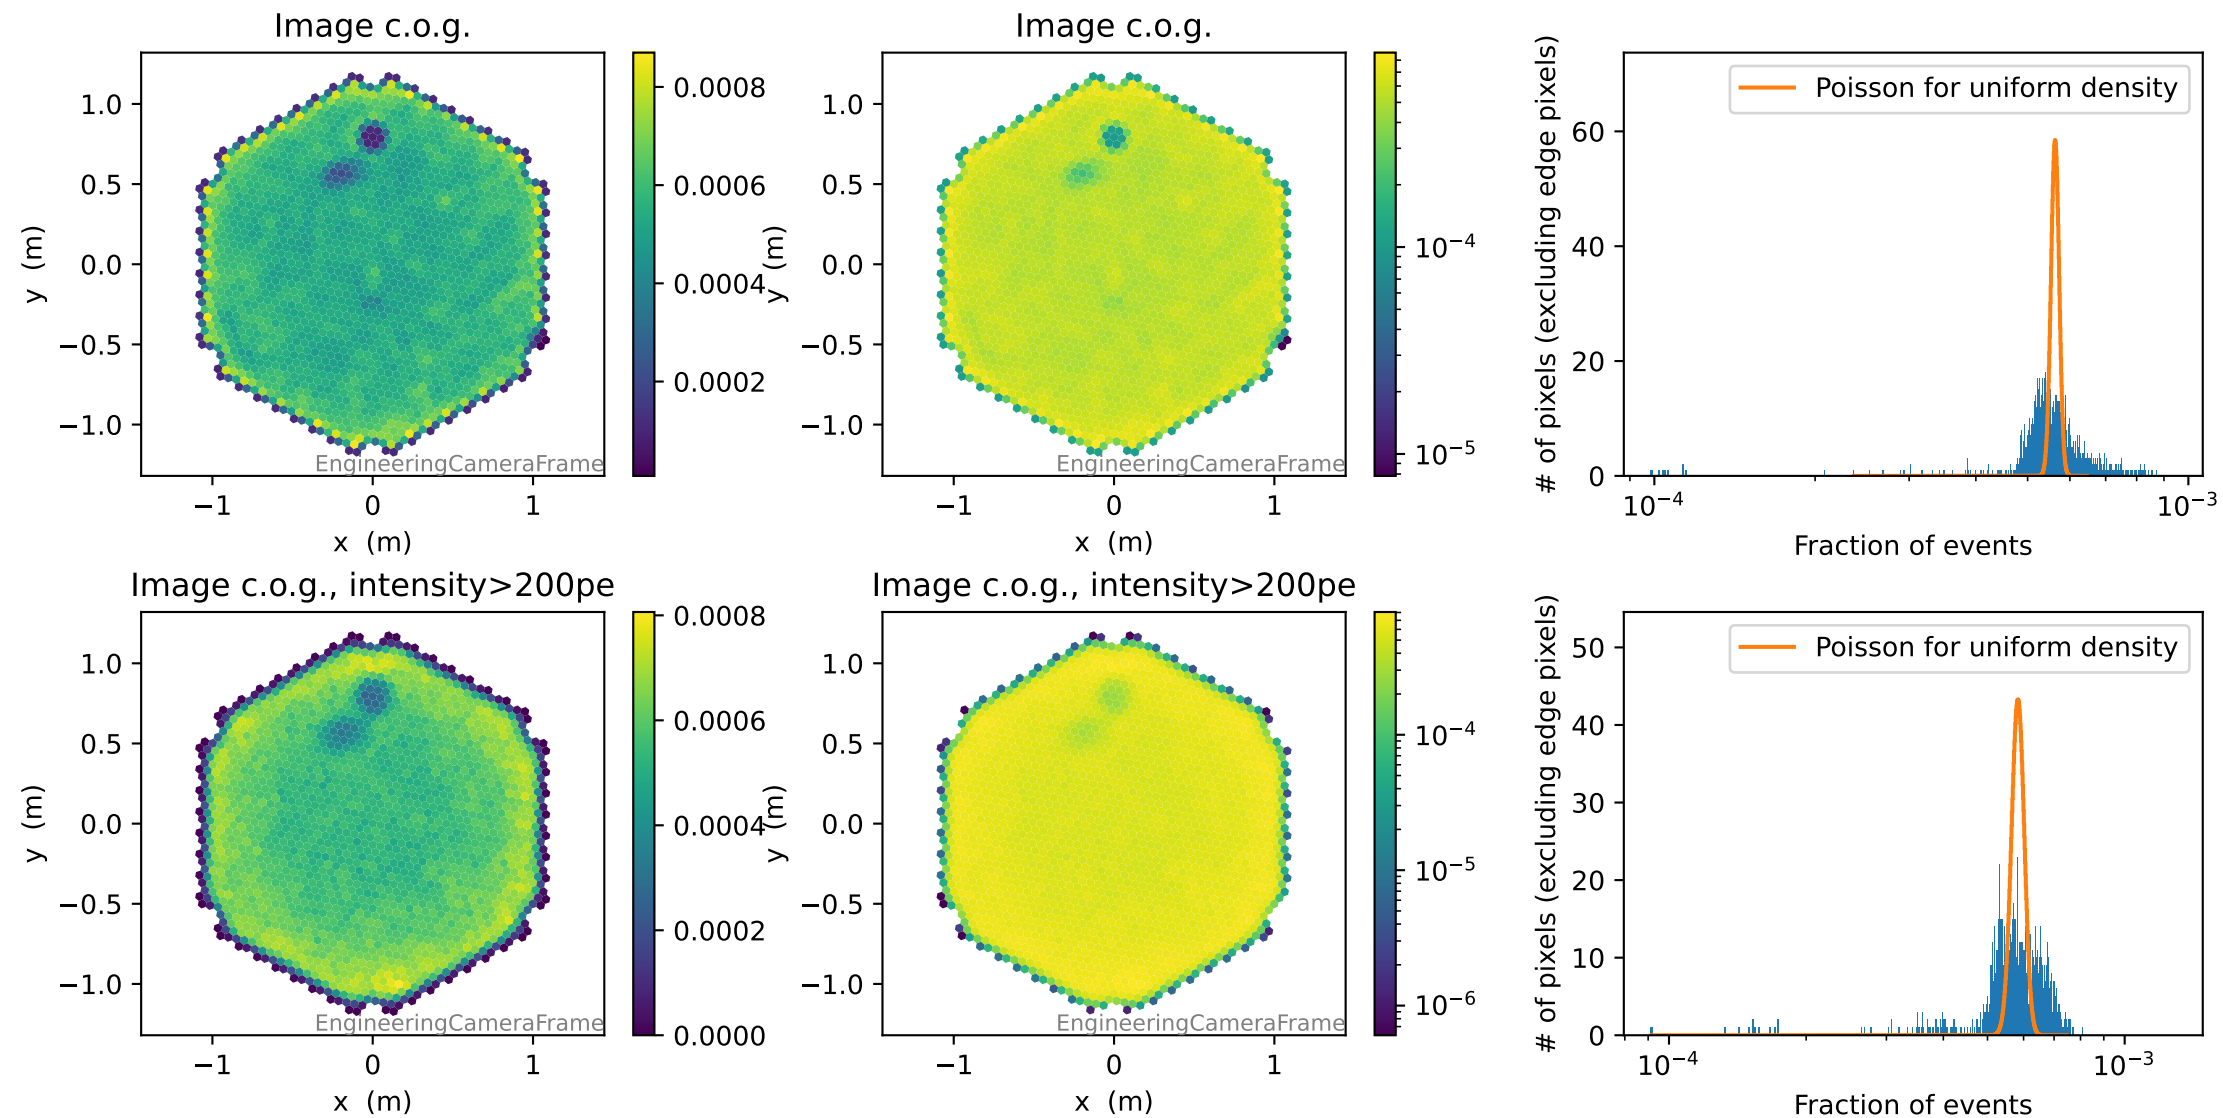 Image c.o.g.
1.0
0.5
0.0
−0.5
−1.0
y (m)
−1
0
1
x (m)
EngineeringCameraFrame
0.0008
0.0006
0.0004
0.0002
Image c.o.g.
1.0
0.5
0.0
−0.5
−1.0
y (m)
−1
0
1
x (m)
EngineeringCameraFrame
10⁻⁴
10⁻⁵
# of pixels (excluding edge pixels)
60
40
20
0
Poisson for uniform density
10⁻⁴
10⁻³
Fraction of events
Image c.o.g., intensity>200pe
1.0
0.5
0.0
−0.5
−1.0
y (m)
−1
0
1
x (m)
EngineeringCameraFrame
0.0008
0.0006
0.0004
0.0002
0.0000
Image c.o.g., intensity>200pe
1.0
0.5
0.0
−0.5
−1.0
y (m)
−1
0
1
x (m)
EngineeringCameraFrame
10⁻⁴
10⁻⁵
10⁻⁶
# of pixels (excluding edge pixels)
50
40
30
20
10
0
Poisson for uniform density
10⁻⁴
10⁻³
Fraction of events